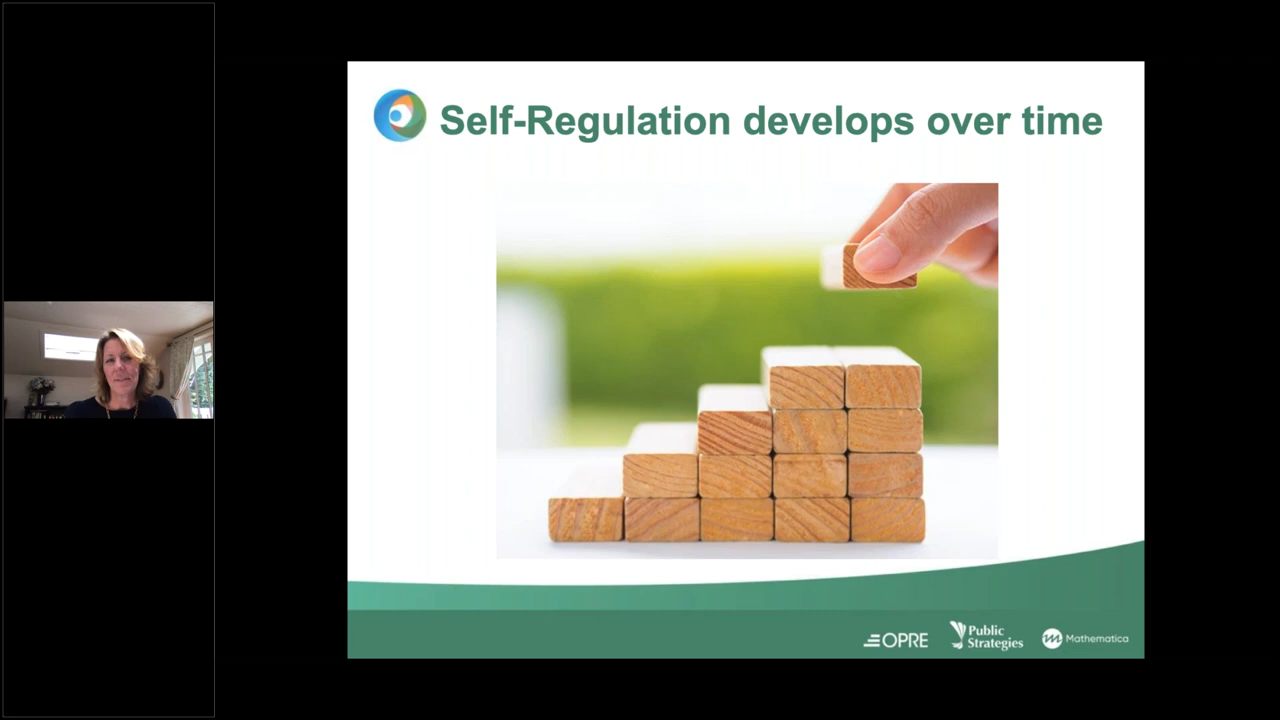 Self-Regulation develops over time
OPRE
Public
Strategies
Mathematica